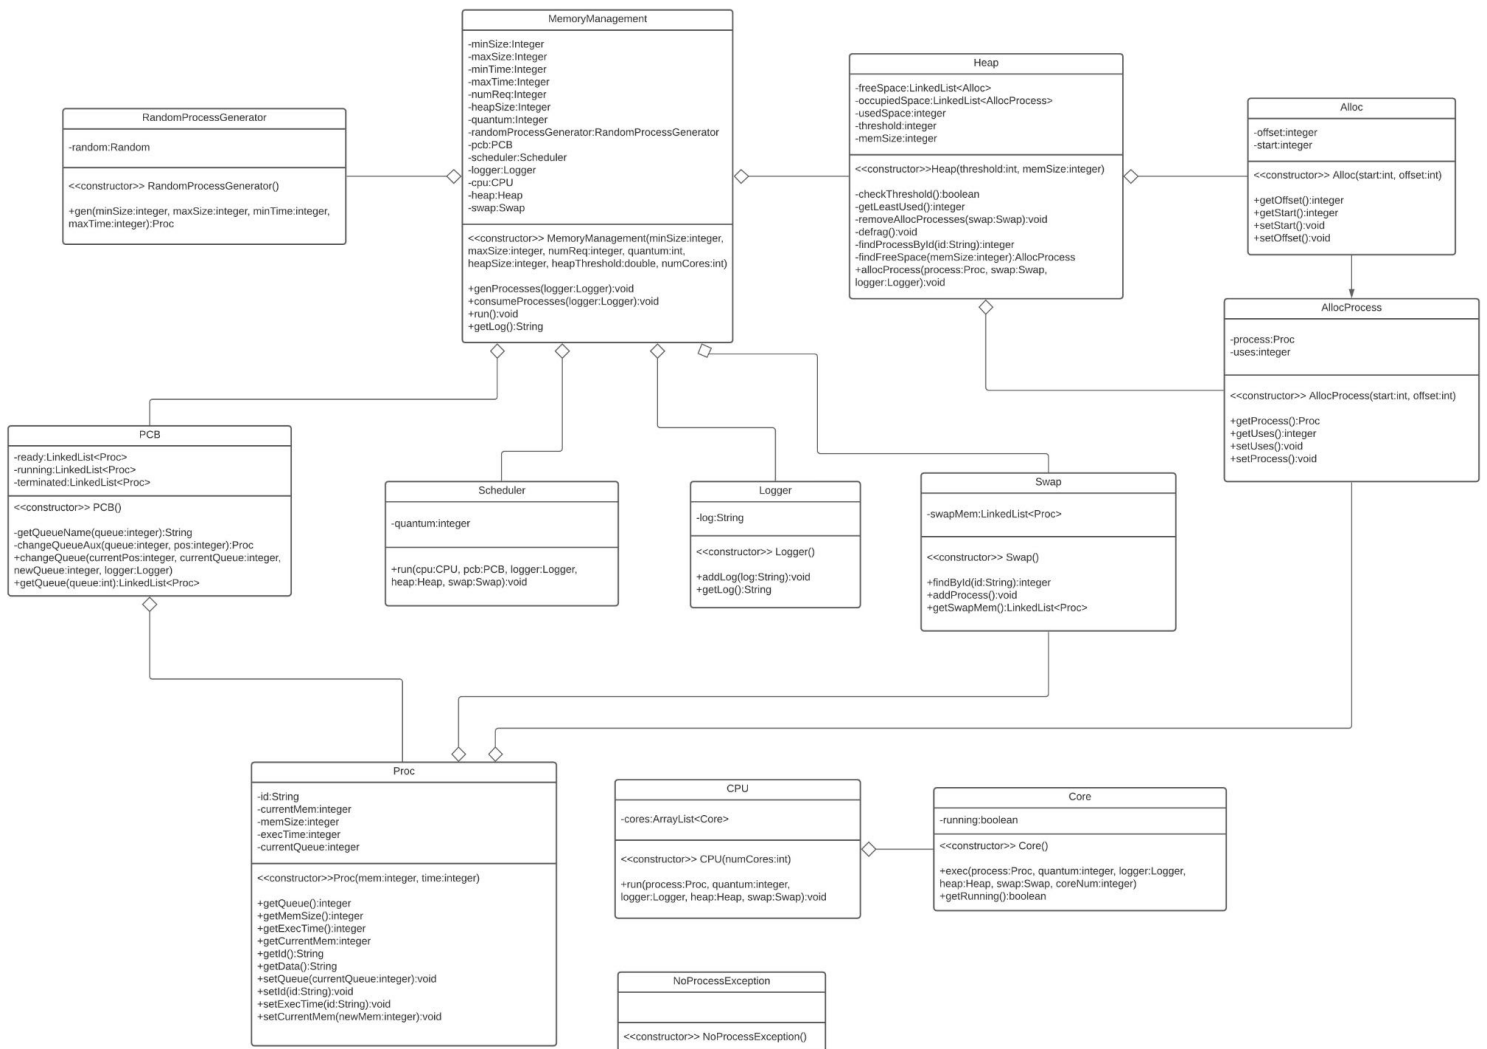 MemoryManagement
-minSize:Integer
-maxSize:Integer
-minTime:Integer
-maxTime:Integer
-numReq:Integer
-heapSize:Integer
-quantum:Integer
-randomProcessGenerator:RandomProcessGenerator
-pcb:PCB
-scheduler:Scheduler
-logger:Logger
-cpu:CPU
-heap:Heap
-swap:Swap
<<constructor>> MemoryManagement(minSize:integer,
maxSize:integer, numReq:integer, quantum:int,
heapSize:integer, heapThreshold:double, numCores:int)
+genProcesses(logger:Logger):void
+consumeProcesses(logger:Logger):void
+run():void
+getLog():String
RandomProcessGenerator
-random:Random
<<constructor>> RandomProcessGenerator()
+gen(minSize:integer, maxSize:integer, minTime:integer,
maxTime:integer):Proc
Heap
-freeSpace:LinkedList<Alloc>
-occupiedSpace:LinkedList<AllocProcess>
-usedSpace:integer
-threshold:integer
-memSize:integer
<<constructor>>Heap(threshold:int, memSize:integer)
-checkThreshold():boolean
-getLeastUsed():integer
-removeAllocProcesses(swap:Swap):void
-defrag():void
-findProcessById(id:String):integer
-findFreeSpace(memSize:integer):AllocProcess
+allocProcess(process:Proc, swap:Swap,
logger:Logger):void
Alloc
-offset:integer
-start:integer
<<constructor>> Alloc(start:int, offset:int)
+getOffset():integer
+getStart():integer
+setStart():void
+setOffset():void
AllocProcess
-process:Proc
-uses:integer
<<constructor>> AllocProcess(start:int, offset:int)
+getProcess():Proc
+getUses():integer
+setUses():void
+setProcess():void
PCB
-ready:LinkedList<Proc>
-running:LinkedList<Proc>
-terminated:LinkedList<Proc>
<<constructor>> PCB()
-getQueueName(queue:integer):String
-changeQueueAux(queue:integer, pos:integer):Proc
+changeQueue(currentPos:integer, currentQueue:integer,
newQueue:integer, logger:Logger)
+getQueue(queue:int):LinkedList<Proc>
Scheduler
-quantum:integer
+run(cpu:CPU, pcb:PCB, logger:Logger,
heap:Heap, swap:Swap):void
Logger
-log:String
<<constructor>> Logger()
+addLog(log:String):void
+getLog():String
Swap
-swapMem:LinkedList<Proc>
<<constructor>> Swap()
+findById(id:String):integer
+addProcess():void
+getSwapMem():LinkedList<Proc>
Proc
-id:String
-currentMem:integer
-memSize:integer
-execTime:integer
-currentQueue:integer
<<constructor>>Proc(mem:integer, time:integer)
+getQueue():integer
+getMemSize():integer
+getExecTime():integer
+getCurrentMem:integer
+getId():String
+getData():String
+setQueue(currentQueue:integer):void
+setId(id:String):void
+setExecTime(id:String):void
+setCurrentMem(newMem:integer):void
CPU
-cores:ArrayList<Core>
<<constructor>> CPU(numCores:int)
+run(process:Proc, quantum:integer,
logger:Logger, heap:Heap, swap:Swap):void
Core
-running:boolean
<<constructor>> Core()
+exec(process:Proc, quantum:integer, logger:Logger,
heap:Heap, swap:Swap, coreNum:integer)
+getRunning():boolean
NoProcessException
<<constructor>> NoProcessException()